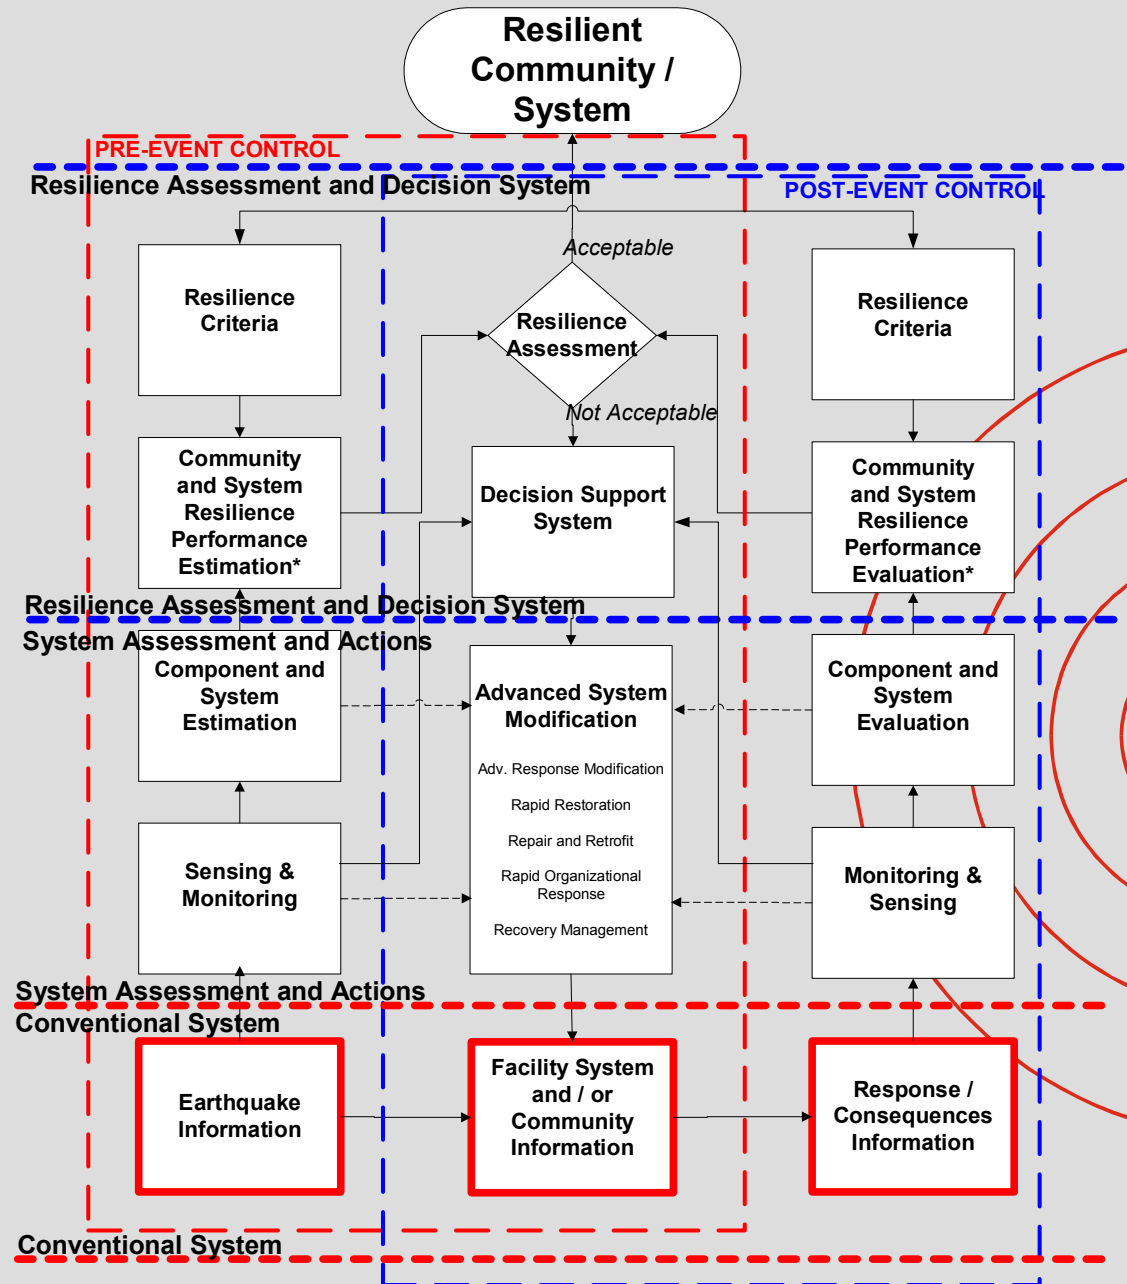 Resilient
Community /
System
PRE-EVENT CONTROL
Resilience Assessment and Decision System
POST-EVENT CONTROL
Acceptable
Resilience
Criteria
Resilience
Assessment
Resilience
Criteria
Not Acceptable
Community
and System
Resilience
Performance
Estimation*
Decision Support
System
Community
and System
Resilience
Performance
Evaluation*
Resilience Assessment and Decision System
System Assessment and Actions
Component and
System
Estimation
Advanced System
Modification
Adv. Response Modification
Rapid Restoration
Repair and Retrofit
Rapid Organizational
Response
Recovery Management
Component and
System
Evaluation
Sensing &
Monitoring
Monitoring &
Sensing
System Assessment and Actions
Conventional System
Earthquake
Information
Facility System
and / or
Community
Information
Response /
Consequences
Information
Conventional System